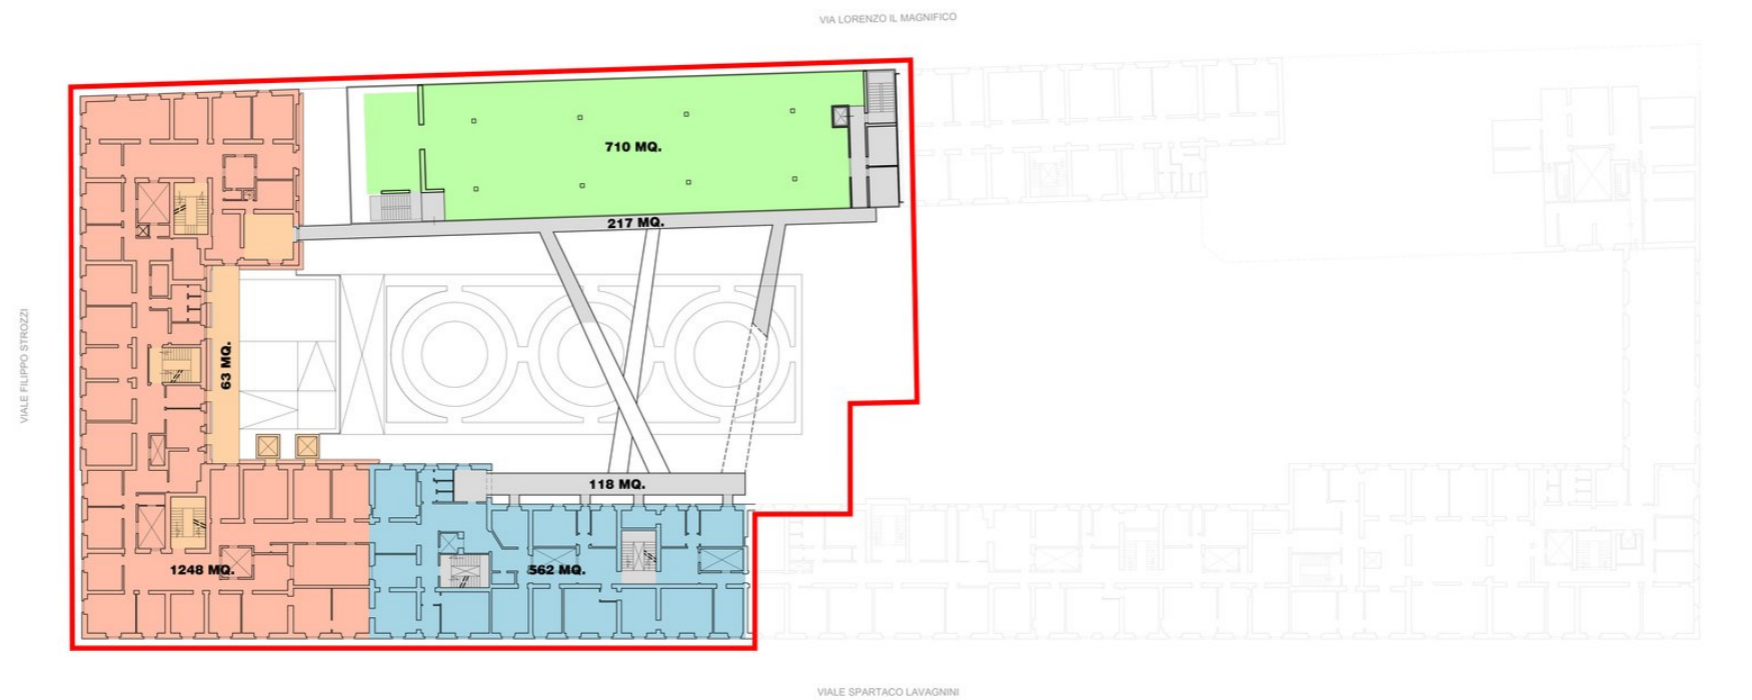 VIA LORENZO IL MAGNIFICO
710 MQ.
217 MQ.
VIALE FILIPPO STROZZI
63 MQ.
118 MQ.
1248 MQ.
562 MQ.
VIALE SPARTACO LAVAGNINI